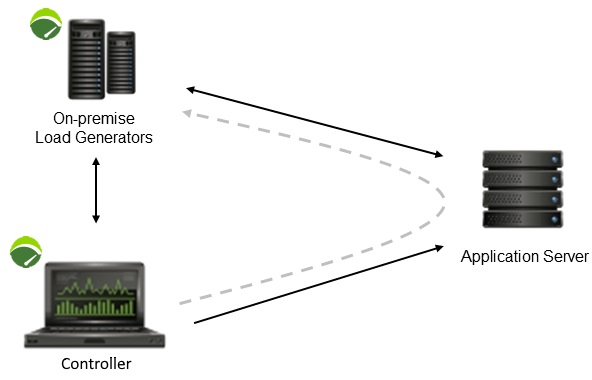 On-premise
Load Generators
Application Server
Controller